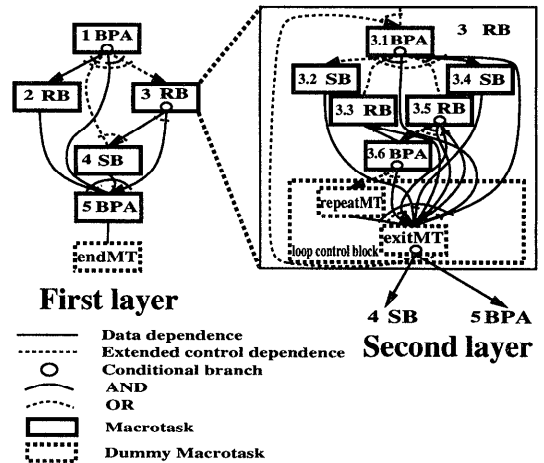 1 BPA
2 RB
3 RB
4 SB
5 BPA
endMT
First layer
3 RB
3.1 BPA
3.2 SB
3.4 SB
3.3 RB
3.5 RB
3.6 BPA
repeatMT
exitMT
loop control block
4 SB
5 BPA
Second layer
Data dependence
Extended control dependence
Conditional branch
AND
OR
Macrotask
Dummy Macrotask